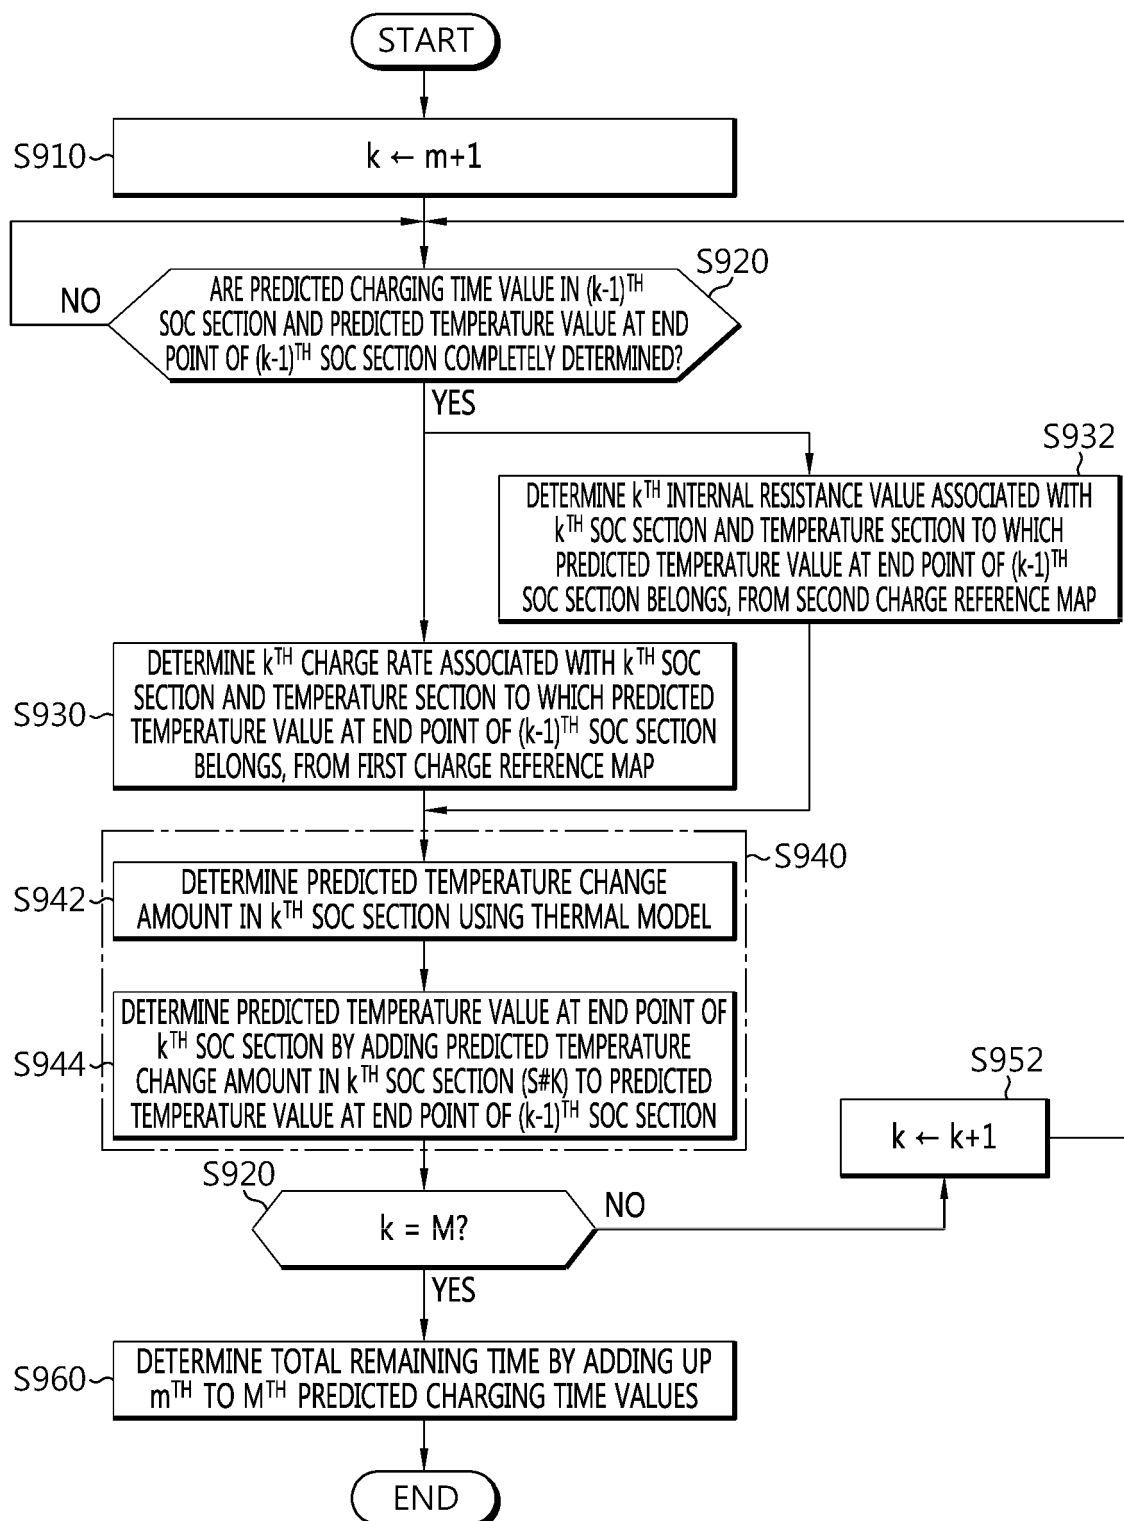 START
S910
k ← m+1
S920
NO
ARE PREDICTED CHARGING TIME VALUE IN (k-1)TH
SOC SECTION AND PREDICTED TEMPERATURE VALUE AT END
POINT OF (k-1)TH SOC SECTION COMPLETELY DETERMINED?
YES
S932
DETERMINE kTH INTERNAL RESISTANCE VALUE ASSOCIATED WITH
kTH SOC SECTION AND TEMPERATURE SECTION TO WHICH
PREDICTED TEMPERATURE VALUE AT END POINT OF (k-1)TH
SOC SECTION BELONGS, FROM SECOND CHARGE REFERENCE MAP
S930
DETERMINE kTH CHARGE RATE ASSOCIATED WITH kTH SOC
SECTION AND TEMPERATURE SECTION TO WHICH PREDICTED
TEMPERATURE VALUE AT END POINT OF (k-1)TH SOC SECTION
BELONGS, FROM FIRST CHARGE REFERENCE MAP
S940
S942
DETERMINE PREDICTED TEMPERATURE CHANGE
AMOUNT IN kTH SOC SECTION USING THERMAL MODEL
S944
DETERMINE PREDICTED TEMPERATURE VALUE AT END POINT OF
kTH SOC SECTION BY ADDING PREDICTED TEMPERATURE
CHANGE AMOUNT IN kTH SOC SECTION (S#K) TO PREDICTED
TEMPERATURE VALUE AT END POINT OF (k-1)TH SOC SECTION
S952
k ← k+1
S920
k = M?
NO
YES
S960
DETERMINE TOTAL REMAINING TIME BY ADDING UP
mTH TO MTH PREDICTED CHARGING TIME VALUES
END